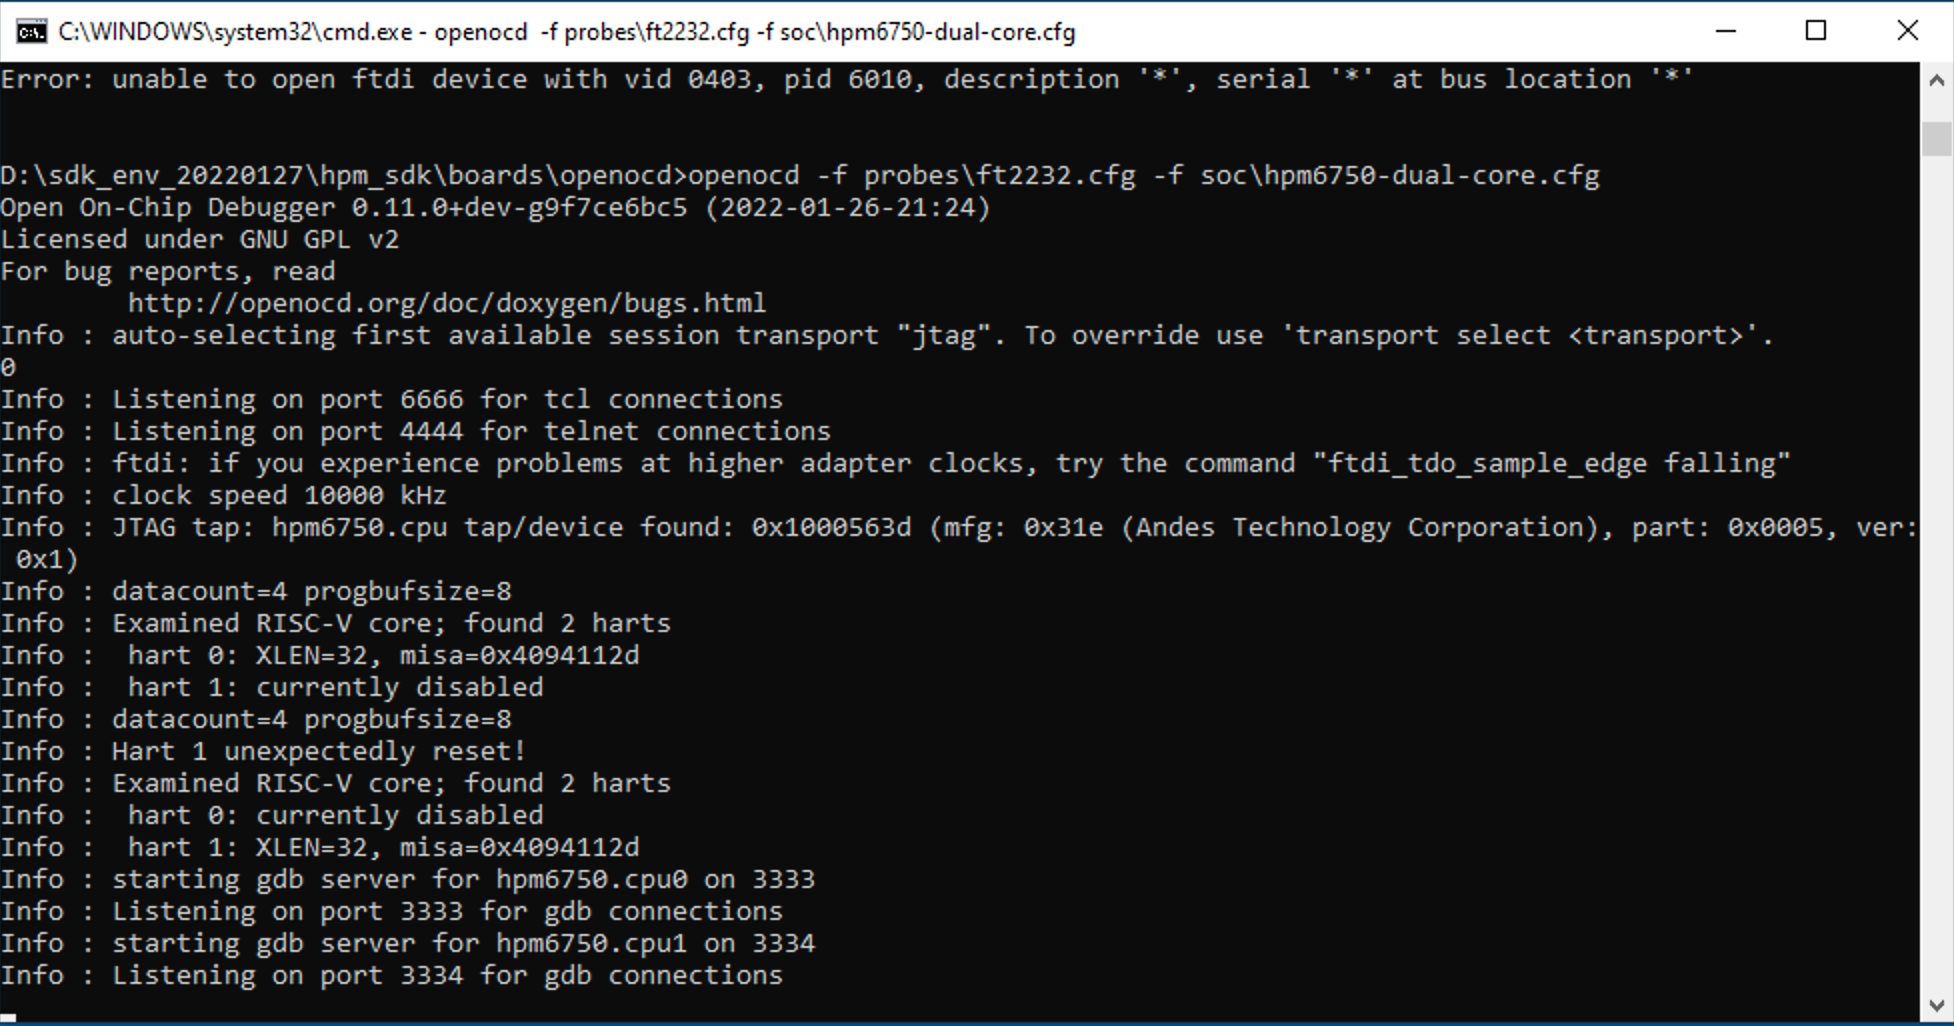 C:\WINDOWS\system32\cmd.exe - openocd  -f probes\ft2232.cfg -f soc\hpm6750-dual-core.cfg
Error: unable to open ftdi device with vid 0403, pid 6010, description '*', serial '*' at bus location '*'
D:\sdk_env_20220127\hpm_sdk\boards\openocd>openocd -f probes\ft2232.cfg -f soc\hpm6750-dual-core.cfg
Open On-Chip Debugger 0.11.0+dev-g9f7ce6bc5 (2022-01-26-21:24)
Licensed under GNU GPL v2
For bug reports, read
        http://openocd.org/doc/doxygen/bugs.html
Info : auto-selecting first available session transport "jtag". To override use 'transport select <transport>'.
0
Info : Listening on port 6666 for tcl connections
Info : Listening on port 4444 for telnet connections
Info : ftdi: if you experience problems at higher adapter clocks, try the command "ftdi_tdo_sample_edge falling"
Info : clock speed 10000 kHz
Info : JTAG tap: hpm6750.cpu tap/device found: 0x1000563d (mfg: 0x31e (Andes Technology Corporation), part: 0x0005, ver:
 0x1)
Info : datacount=4 progbufsize=8
Info : Examined RISC-V core; found 2 harts
Info :  hart 0: XLEN=32, misa=0x4094112d
Info :  hart 1: currently disabled
Info : datacount=4 progbufsize=8
Info : Hart 1 unexpectedly reset!
Info : Examined RISC-V core; found 2 harts
Info :  hart 0: currently disabled
Info :  hart 1: XLEN=32, misa=0x4094112d
Info : starting gdb server for hpm6750.cpu0 on 3333
Info : Listening on port 3333 for gdb connections
Info : starting gdb server for hpm6750.cpu1 on 3334
Info : Listening on port 3334 for gdb connections